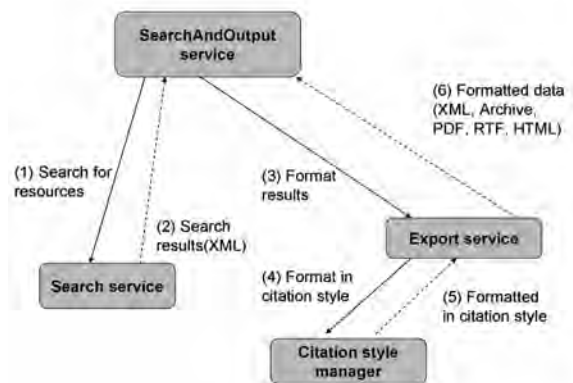 SearchAndOutput
service
(6) Formatted data
(XML, Archive,
PDF, RTF, HTML)
(1) Search for
resources
(3) Format
results
(2) Search
results(XML)
Export service
Search service
(4) Format in
citation style
(5) Formatted
in citation style
Citation style
manager